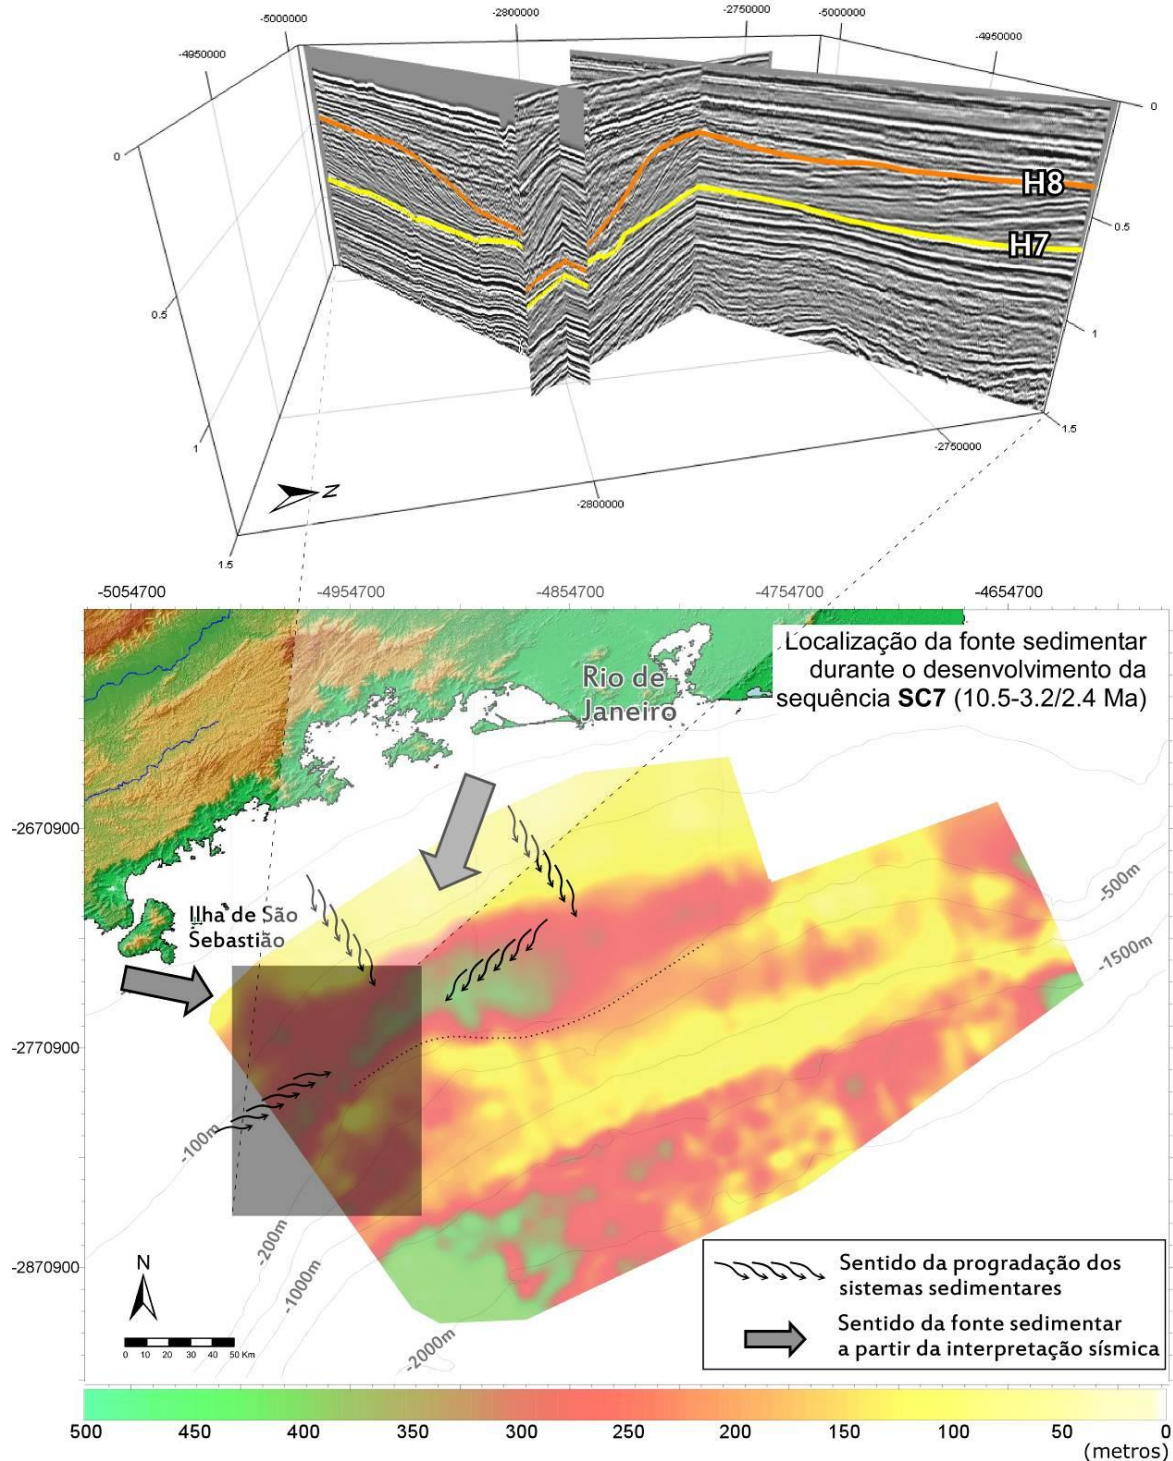 -5000000
-2800000
-2750000
-5000000
-4950000
-4950000
0
0
H8
0.5
H7
0.5
1
1
1.5
-2750000
N
-2800000
1.5
-5054700
-4954700
-4854700
-4754700
-4654700
Localização da fonte sedimentar
durante o desenvolvimento da
sequência SC7 (10.5-3.2/2.4 Ma)
Rio de
Janeiro
-2670900
-500m
Ilha de São
Sebastião
-1500m
-2770900
-100m
-200m
-1000m
-2000m
-2870900
N
0 10 20 30 40 50 Km
Sentido da progradação dos
sistemas sedimentares
Sentido da fonte sedimentar
a partir da interpretação sísmica
500 450 400 350 300 250 200 150 100 50 0
(metros)